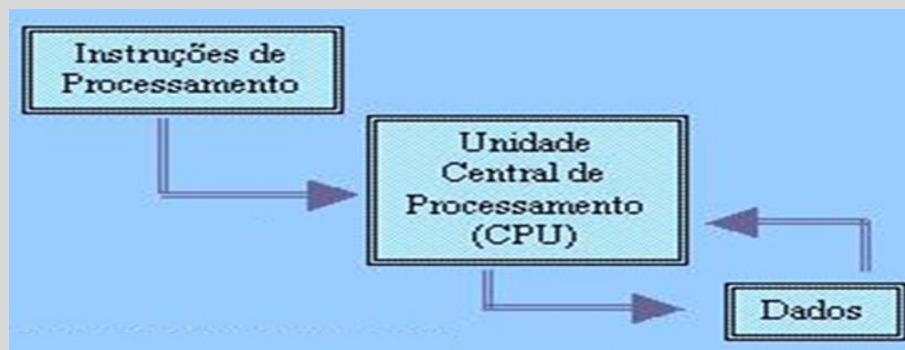 Instruções de
Processamento
Unidade
Central de
Processamento
(CPU)
Dados